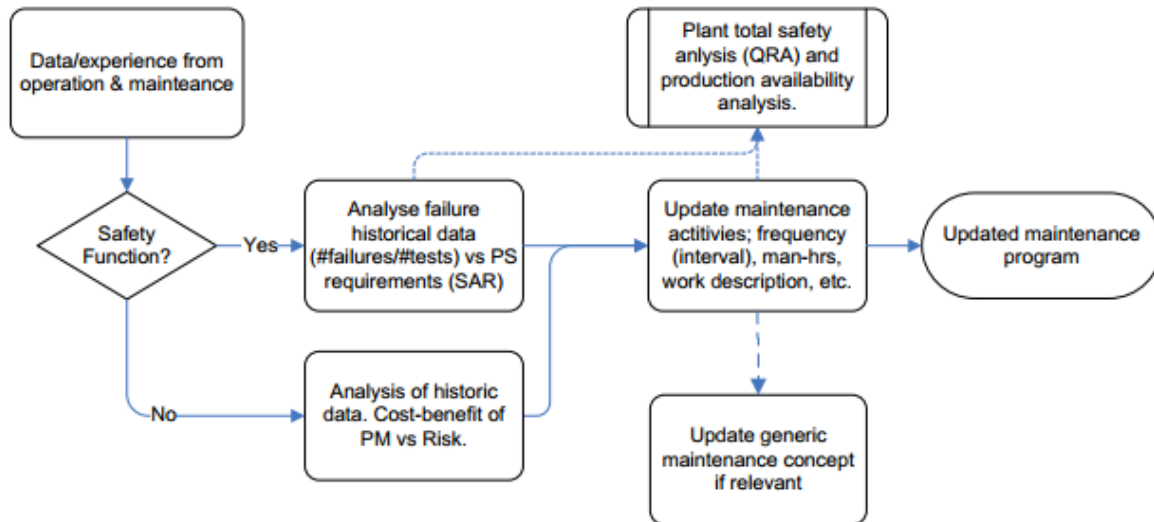 Data/experience from
operation & mainteance
Plant total safety
anlysis (QRA) and
production availability
analysis.
Safety
Function?
Yes
Analyse failure
historical data
(#failures/#tests) vs PS
requirements (SAR)
Update maintenance
actitivies; frequency
(interval), man-hrs,
work description, etc.
Updated maintenance
program
No
Analysis of historic
data. Cost-benefit of
PM vs Risk.
Update generic
maintenance concept
if relevant